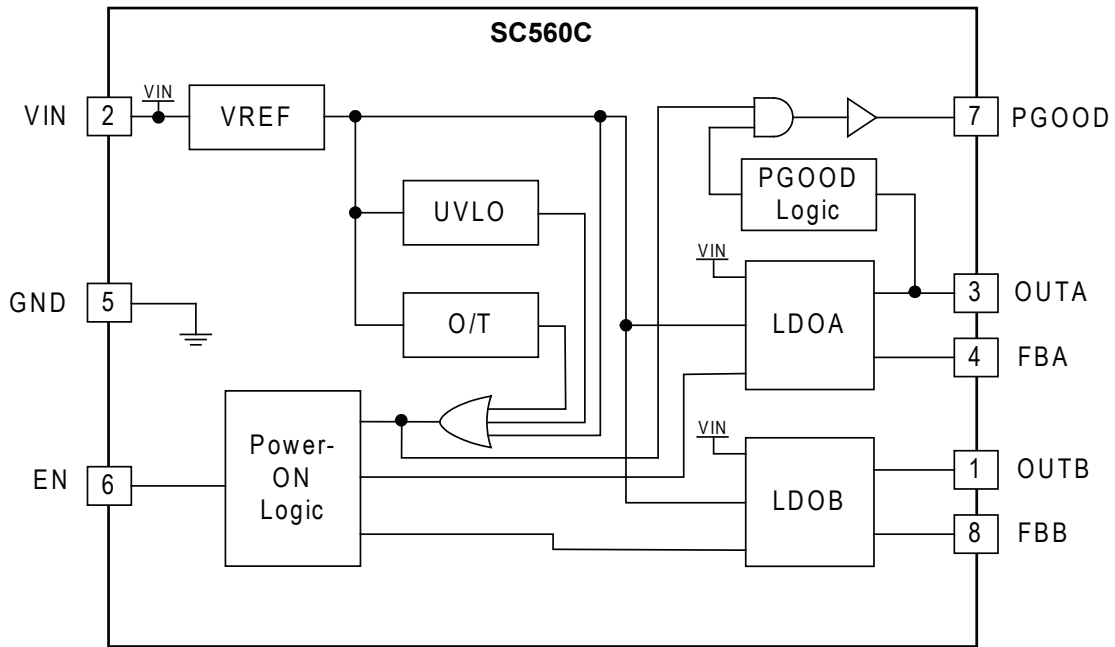 SC560C
VIN
2
VIN
VREF
7
PGOOD
PGOOD
Logic
UVLO
VIN
GND
5
O/T
LDOA
3
OUTA
4
FBA
Power-
ON
Logic
VIN
EN
6
LDOB
1
OUTB
8
FBB